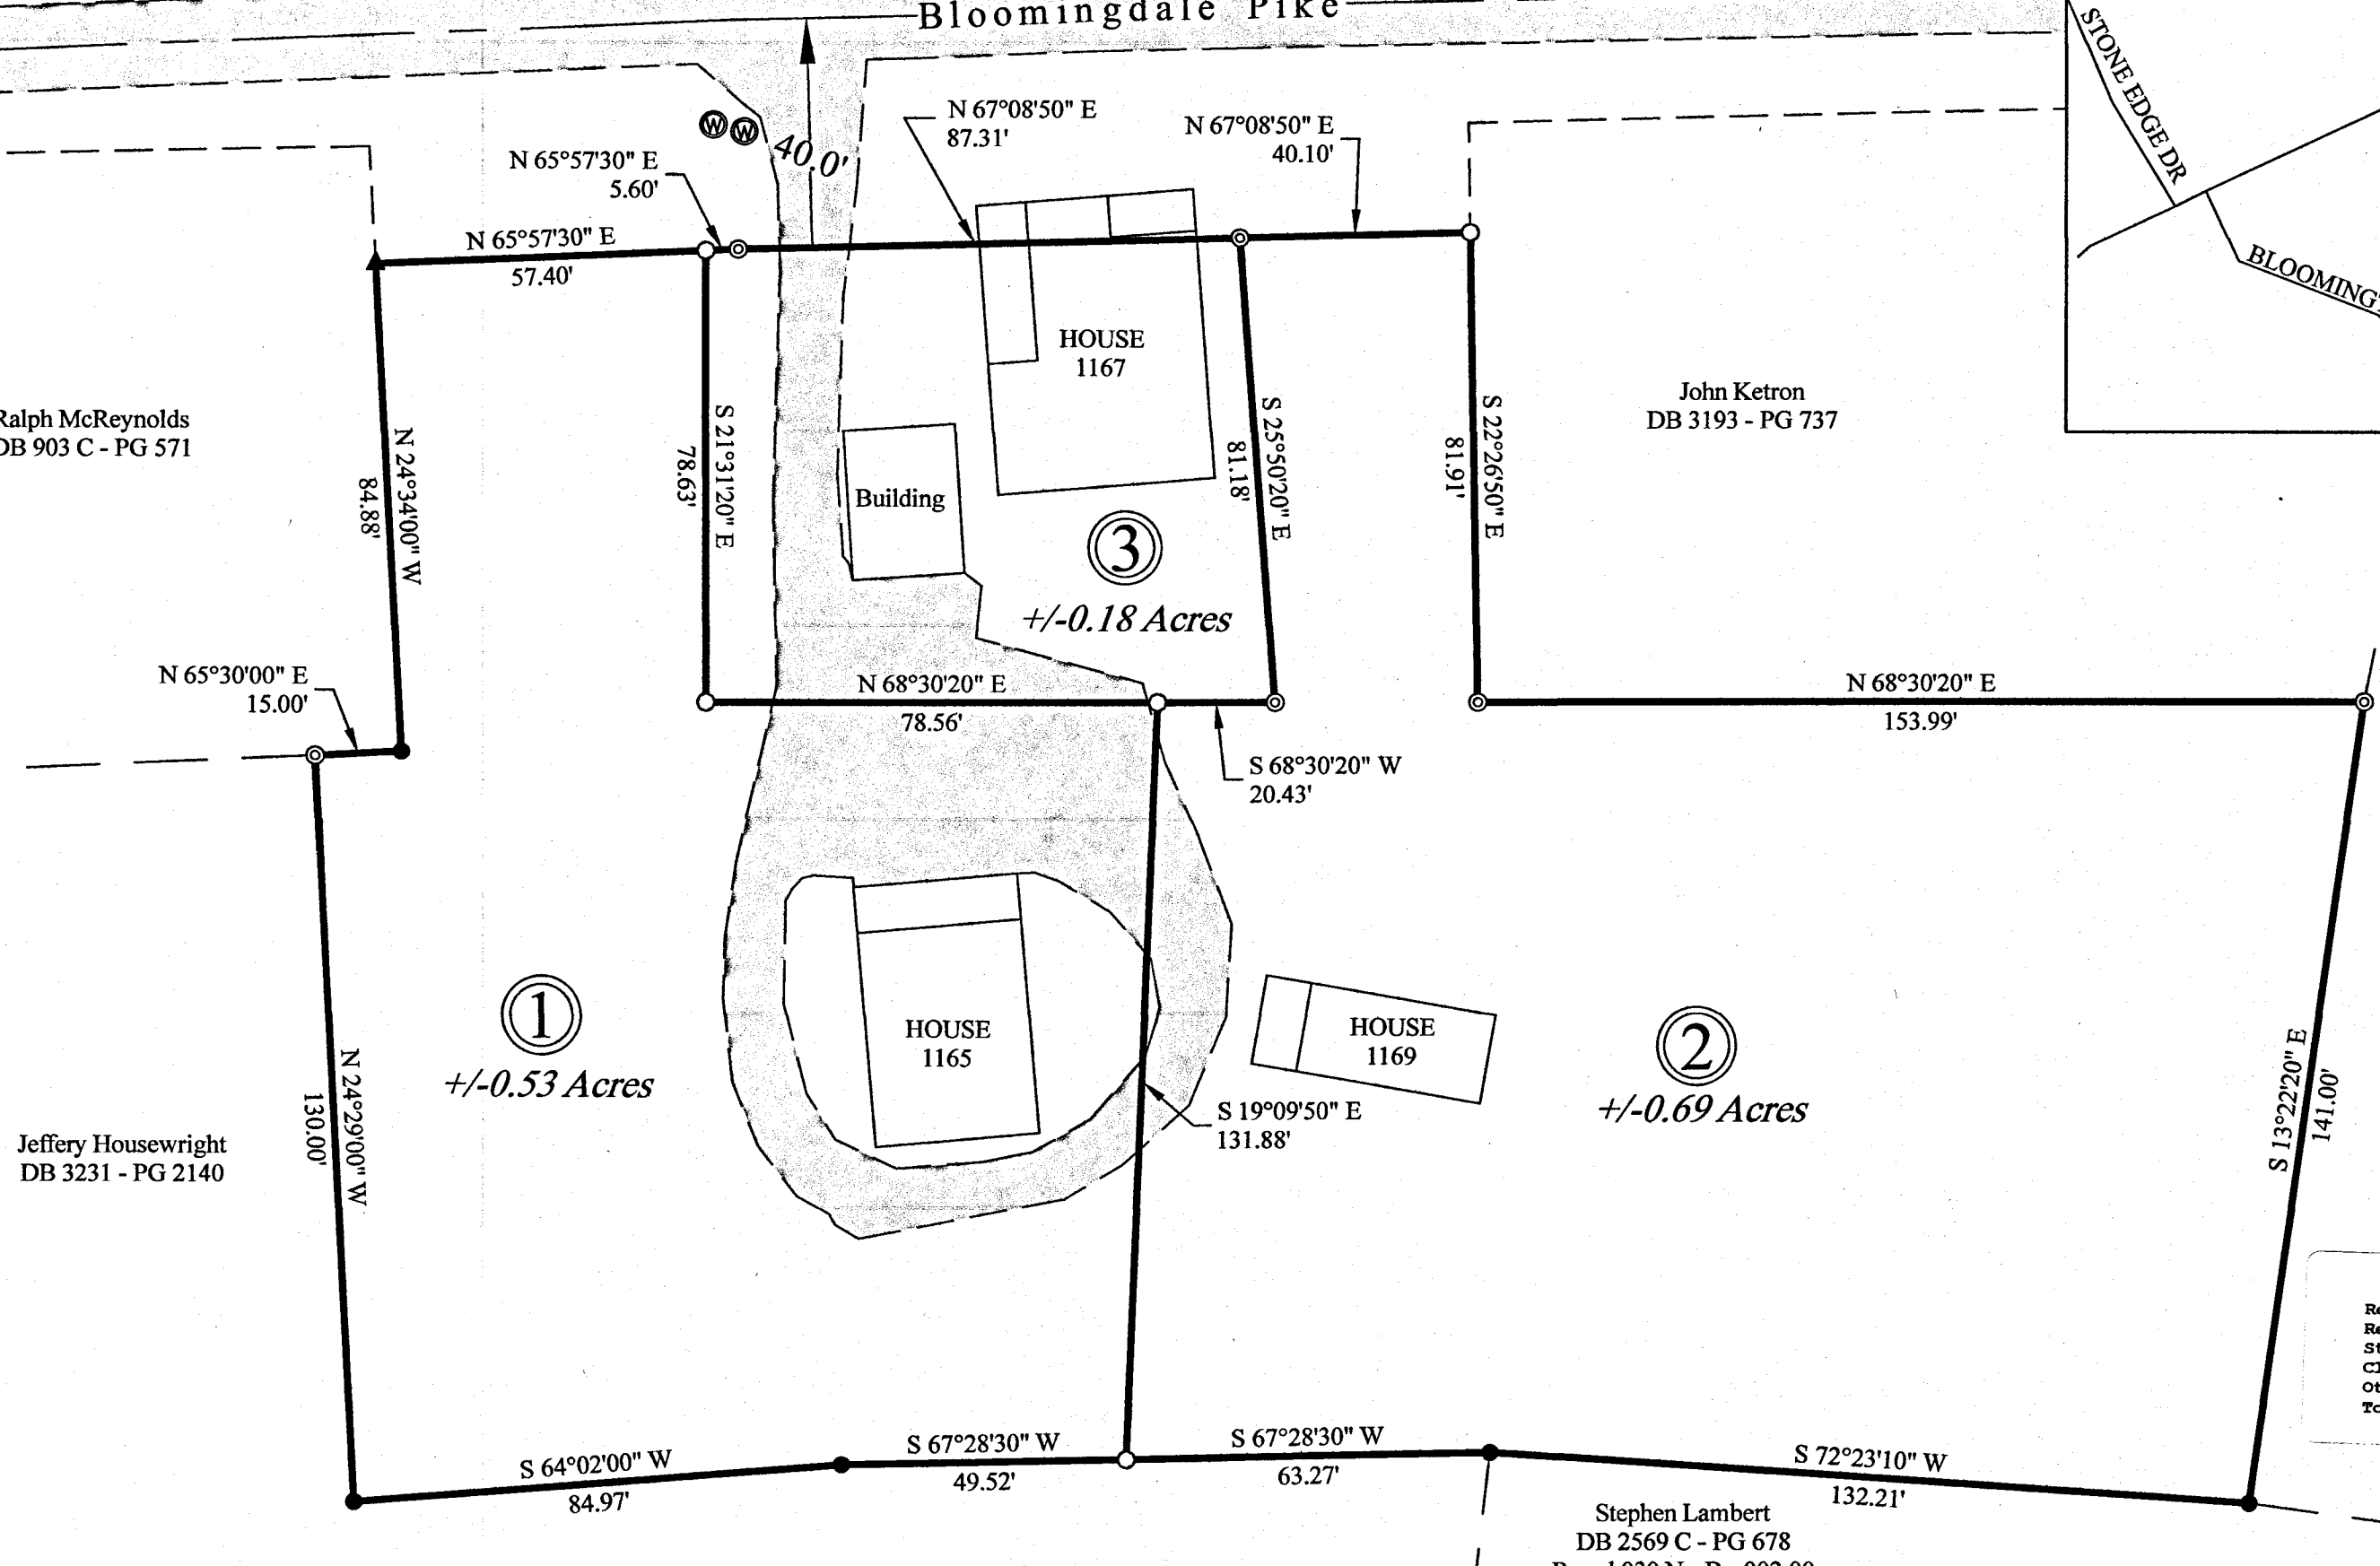 Bloomingdale Pike
STONE EDGE DR
N 67°08'50" E
87.31'
N 67°08'50" E
40.10'
W W
40.0'
N 65°57'30" E
5.60'
N 65°57'30" E
57.40'
HOUSE
1167
John Ketron
DB 3193 - PG 737
Ralph McReynolds
DB 903 C - PG 571
N 24°34'00" W
84.88'
S 21°31'20" E
78.63'
Building
S 25°50'20" E
81.18'
S 22°26'50" E
81.91'
3
+/-0.18 Acres
N 65°30'00" E
15.00'
N 68°30'20" E
78.56'
N 68°30'20" E
153.99'
S 68°30'20" W
20.43'
1
+/-0.53 Acres
HOUSE
1165
HOUSE
1169
2
+/-0.69 Acres
S 19°09'50" E
131.88'
S 13°22'20" E
141.00'
N 24°29'00" W
130.00'
Jeffery Housewright
DB 3231 - PG 2140
S 64°02'00" W
84.97'
S 67°28'30" W
49.52'
S 67°28'30" W
63.27'
S 72°23'10" W
132.21'
Stephen Lambert
DB 2569 C - PG 678